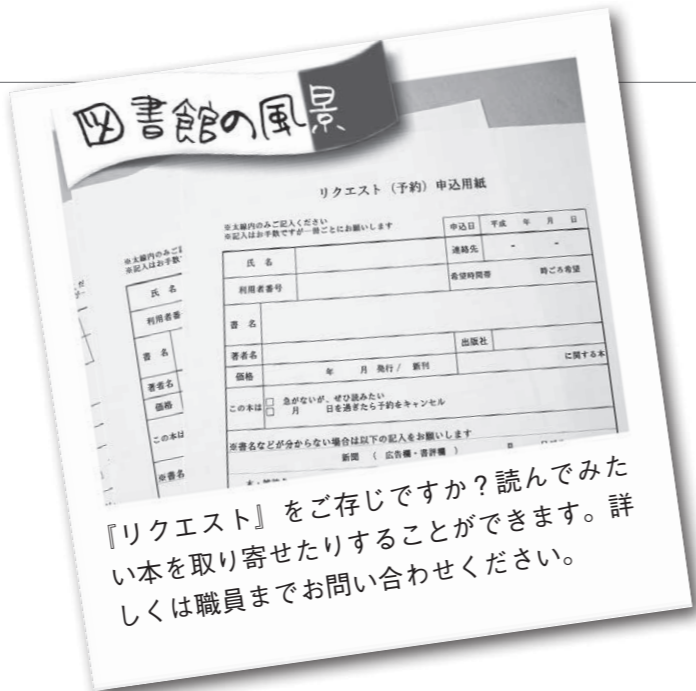 図書館の風景
リクエスト（予約）申込用紙
※太線内のみご記入ください
※記入はお手数ですが一冊ごとにお願いします
申込日 平成 年 月 日
氏 名
連絡先 - -
利用者番号
希望時間帯 時ごろ希望
書 名
著者名
出版社
価格 年 月 発行 / 新刊 に関する本
この本は □ 急がないが、ぜひ読みたい
□ 月 日を過ぎたら予約をキャンセル
※書名などが分からない場合は以下の記入をお願いします
新聞 （ 広告欄・書評欄 ）
※太線内のみご
※記入はお手数
氏 名
利用者番
書 名
著者名
価格
この本は
※書名
『リクエスト』をご存じですか？読んでみた
い本を取り寄せたりすることができます。詳
しくは職員までお問い合わせください。